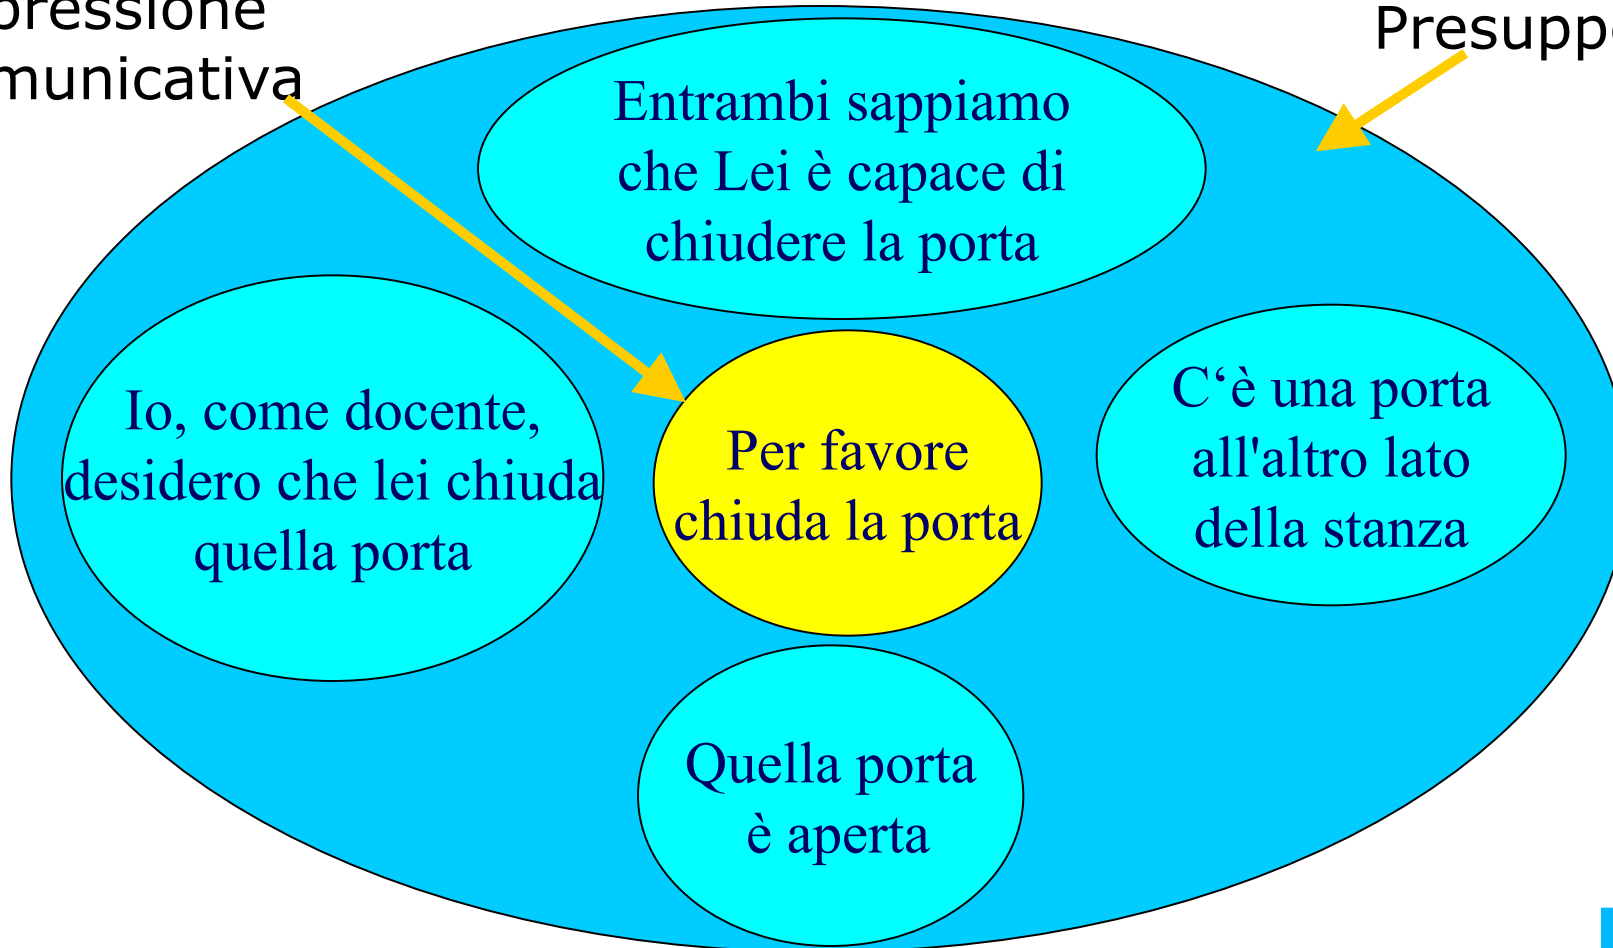 pressione
municativa
Presuppo
Entrambi sappiamo
che Lei è capace di
chiudere la porta
Io, come docente,
desidero che lei chiuda
quella porta
Per favore
chiuda la porta
C‘è una porta
all'altro lato
della stanza
Quella porta
è aperta